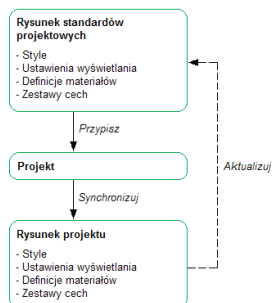 Rysunek standardów
projektowych
- Style
- Ustawienia wyświetlania
- Definicje materiałów
- Zestawy cech
Przypisz
Projekt
Aktualizuj
Synchronizuj
Rysunek projektu
- Style
- Ustawienia wyświetlania
- Definicje materiałów
- Zestawy cech